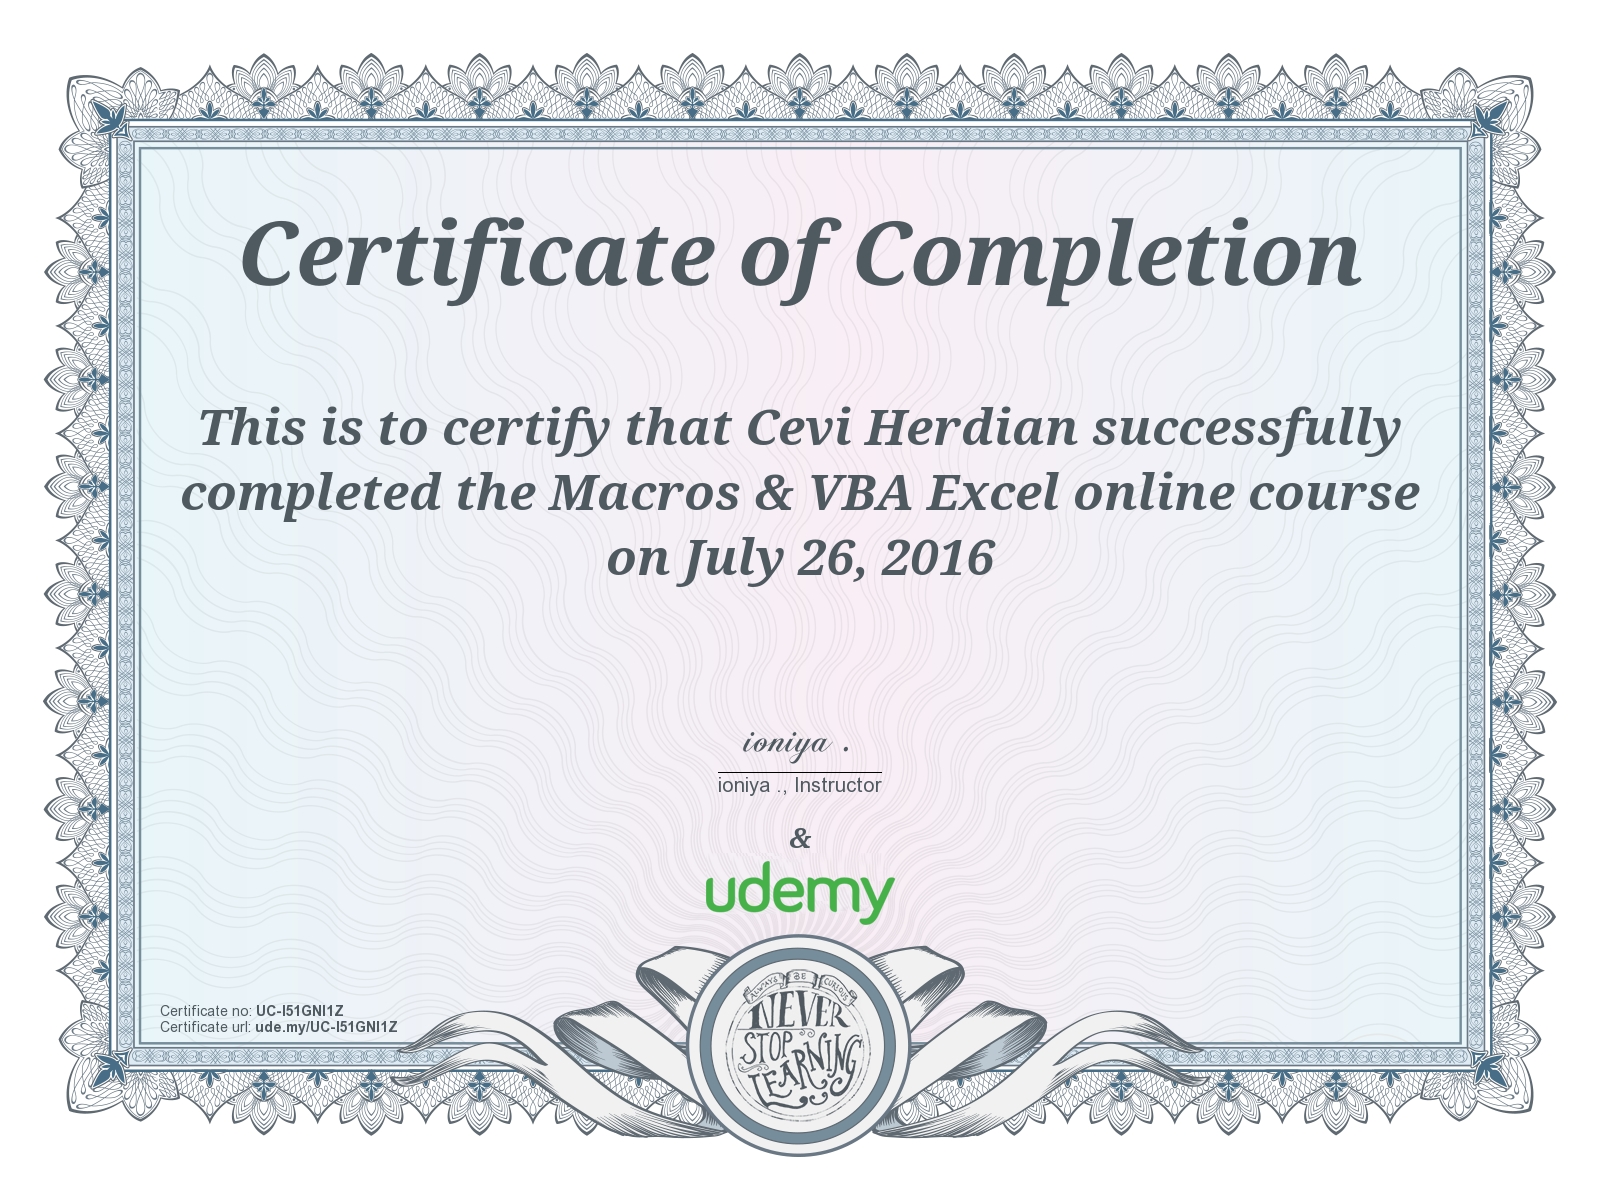 Certificate of Completion
This is to certify that Cevi Herdian successfully
completed the Macros & VBA Excel online course
on July 26, 2016
ioniya .
ioniya ., Instructor
&
udemy
Certificate no: UC-I51GNI1Z
Certificate url: ude.my/UC-I51GNI1Z
ALWAYS BE CURIOUS
NEVER
STOP
LEARNING